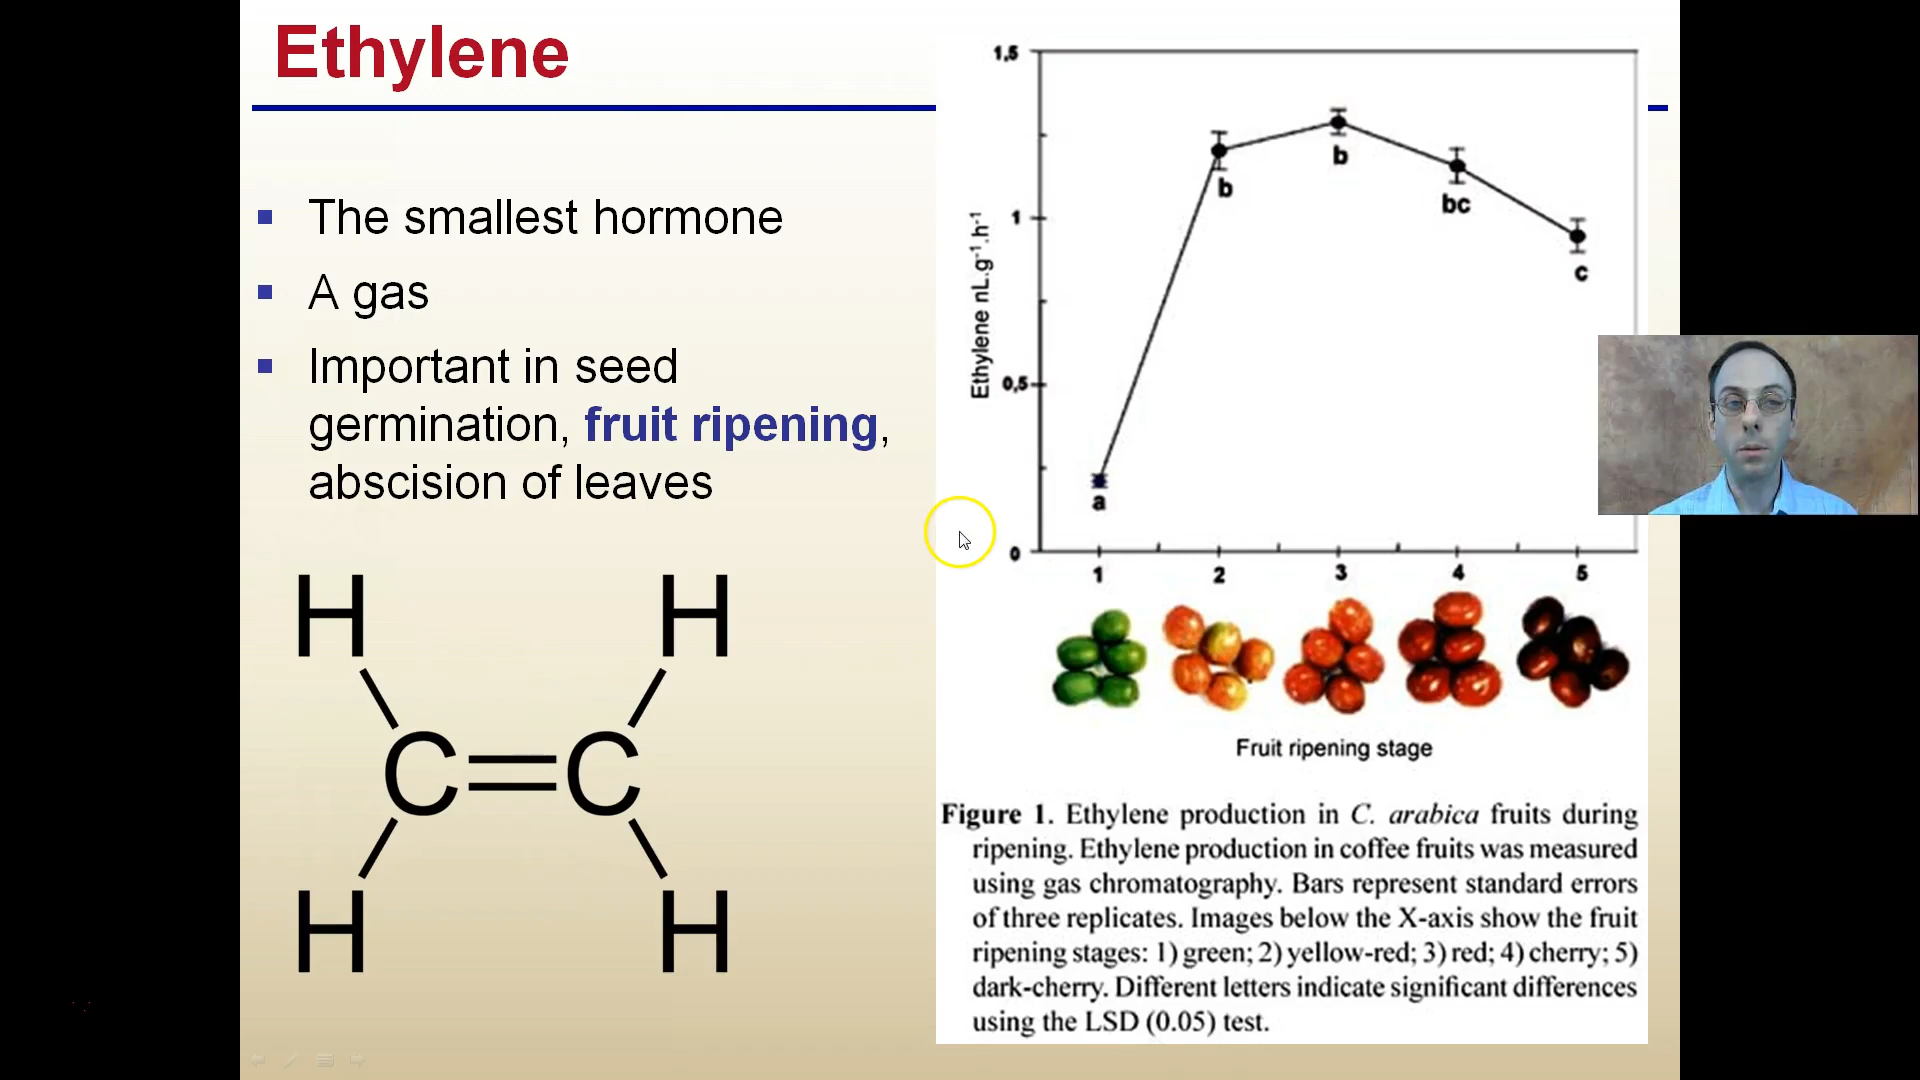 Ethylene
The smallest hormone
A gas
Important in seed
germination, fruit ripening,
abscision of leaves
H H
C C
H H
1,5
1
0,5
0
Ethylene nL.g⁻¹.h⁻¹
a
b
b
bc
c
1 2 3 4 5
Fruit ripening stage
Figure 1. Ethylene production in C. arabica fruits during
ripening. Ethylene production in coffee fruits was measured
using gas chromatography. Bars represent standard errors
of three replicates. Images below the X-axis show the fruit
ripening stages: 1) green; 2) yellow-red; 3) red; 4) cherry; 5)
dark-cherry. Different letters indicate significant differences
using the LSD (0.05) test.